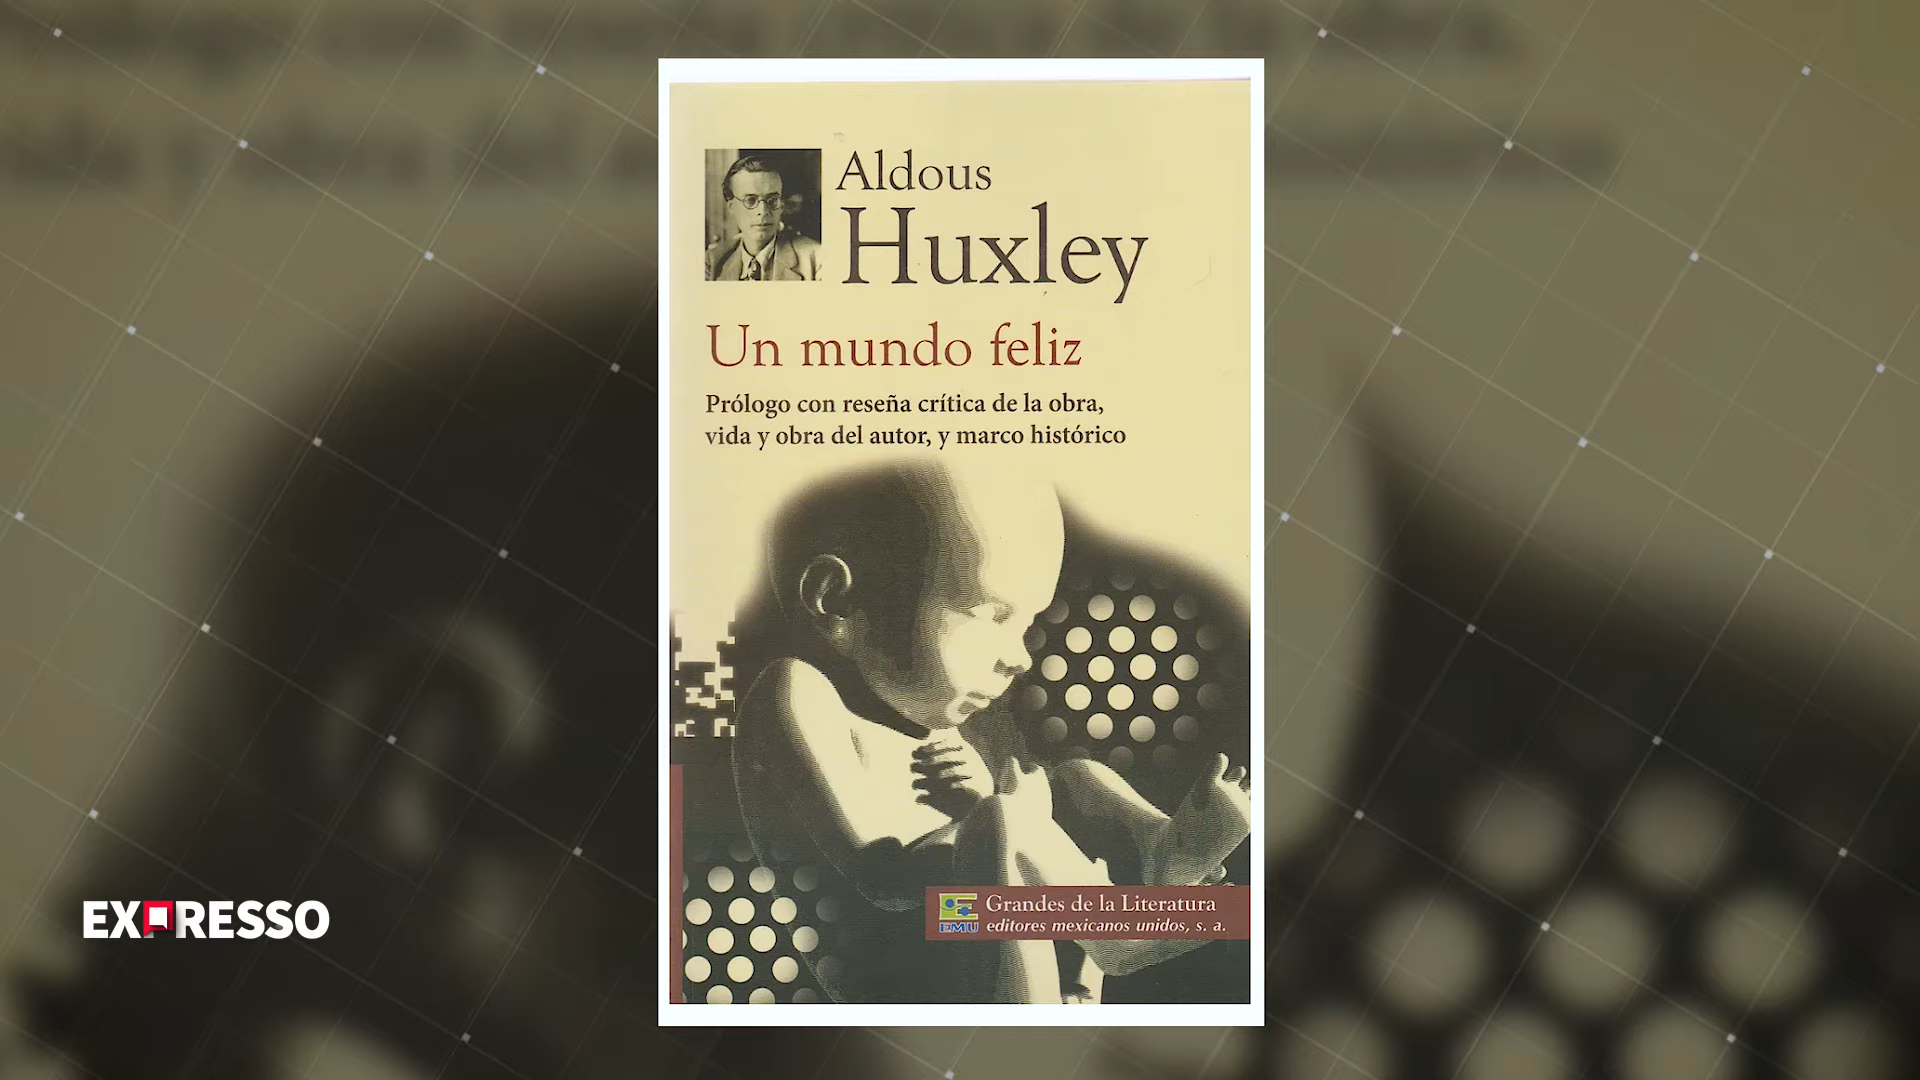 Aldous
Huxley
Un mundo feliz
Prólogo con reseña crítica de la obra,
vida y obra del autor, y marco histórico
Grandes de la Literatura
EMU editores mexicanos unidos, s. a.
EXPRESSO